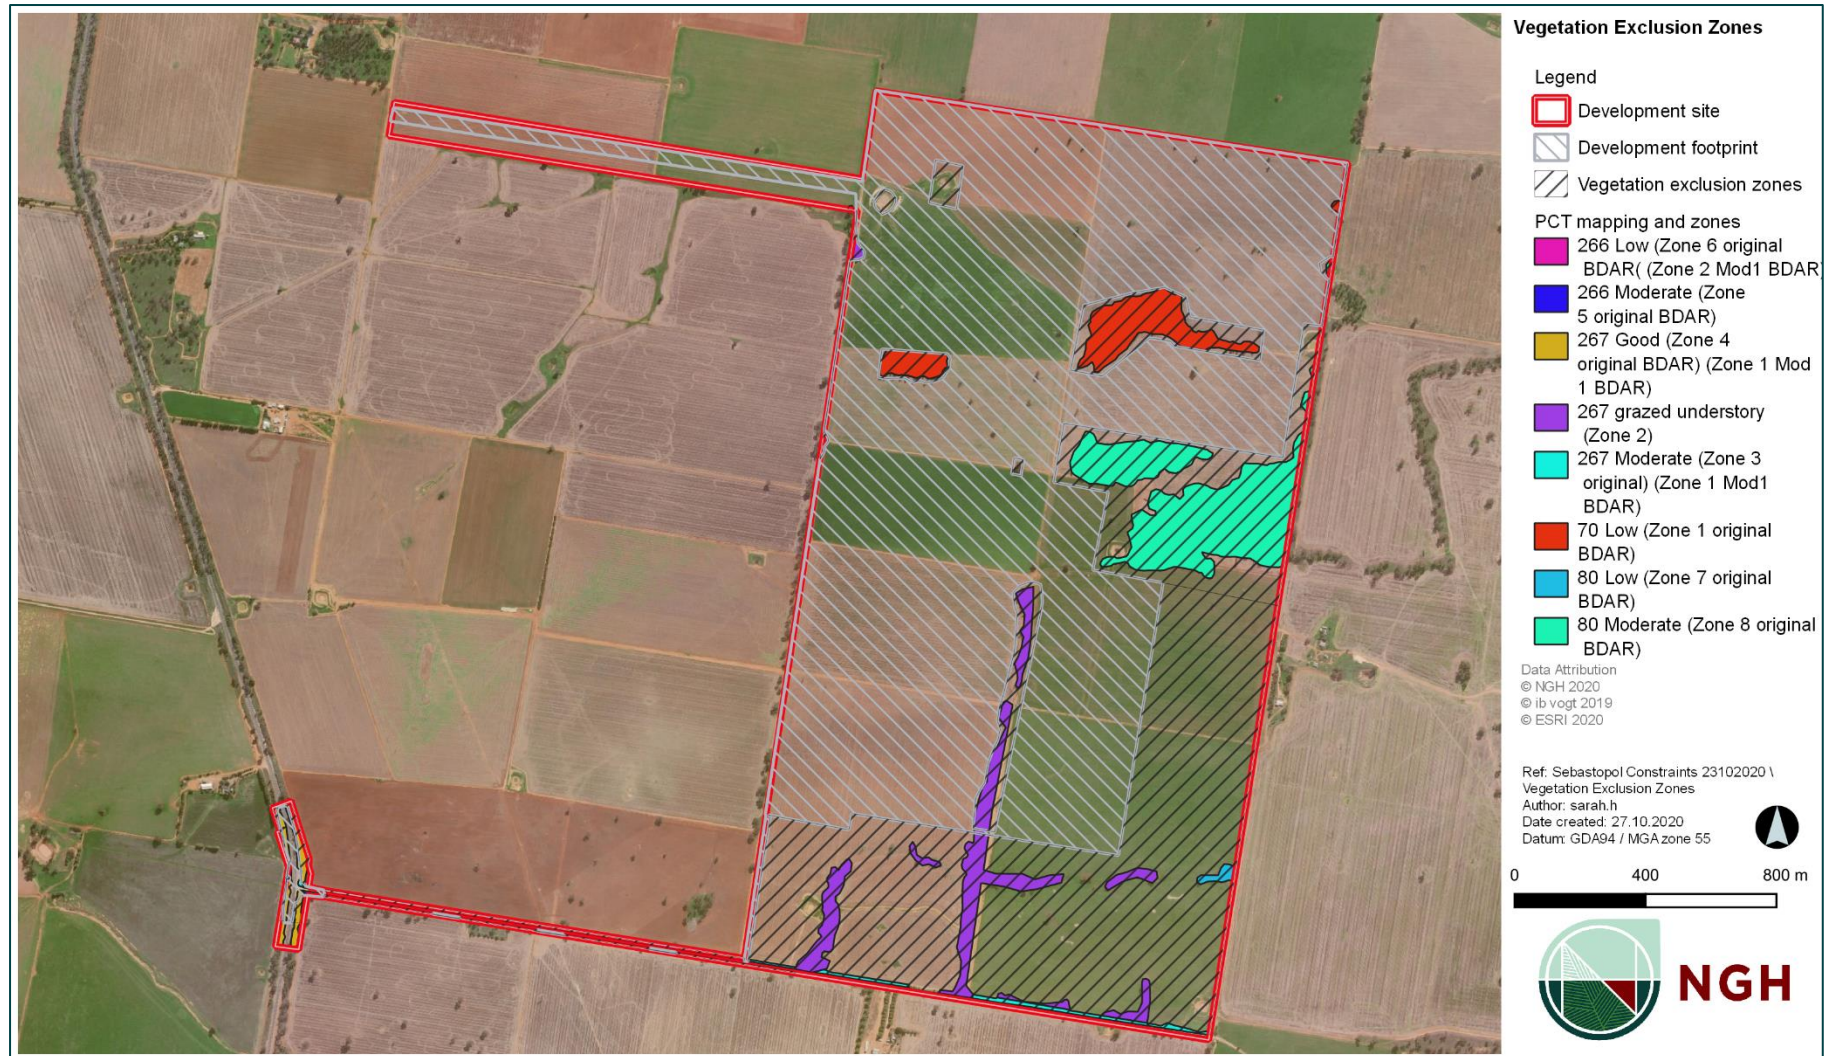 Vegetation Exclusion Zones
Legend
Development site
Development footprint
Vegetation exclusion zones
PCT mapping and zones
266 Low (Zone 6 original
BDAR( (Zone 2 Mod1 BDAR)
266 Moderate (Zone
5 original BDAR)
267 Good (Zone 4
original BDAR) (Zone 1 Mod
1 BDAR)
267 grazed understory
(Zone 2)
267 Moderate (Zone 3
original) (Zone 1 Mod1
BDAR)
70 Low (Zone 1 original
BDAR)
80 Low (Zone 7 original
BDAR)
80 Moderate (Zone 8 original
BDAR)
Data Attribution
© NGH 2020
© ib vogt 2019
© ESRI 2020
Ref: Sebastopol Constraints 23102020 \
Vegetation Exclusion Zones
Author: sarah.h
Date created: 27.10.2020
Datum: GDA94 / MGA zone 55
0 400 800 m
NGH